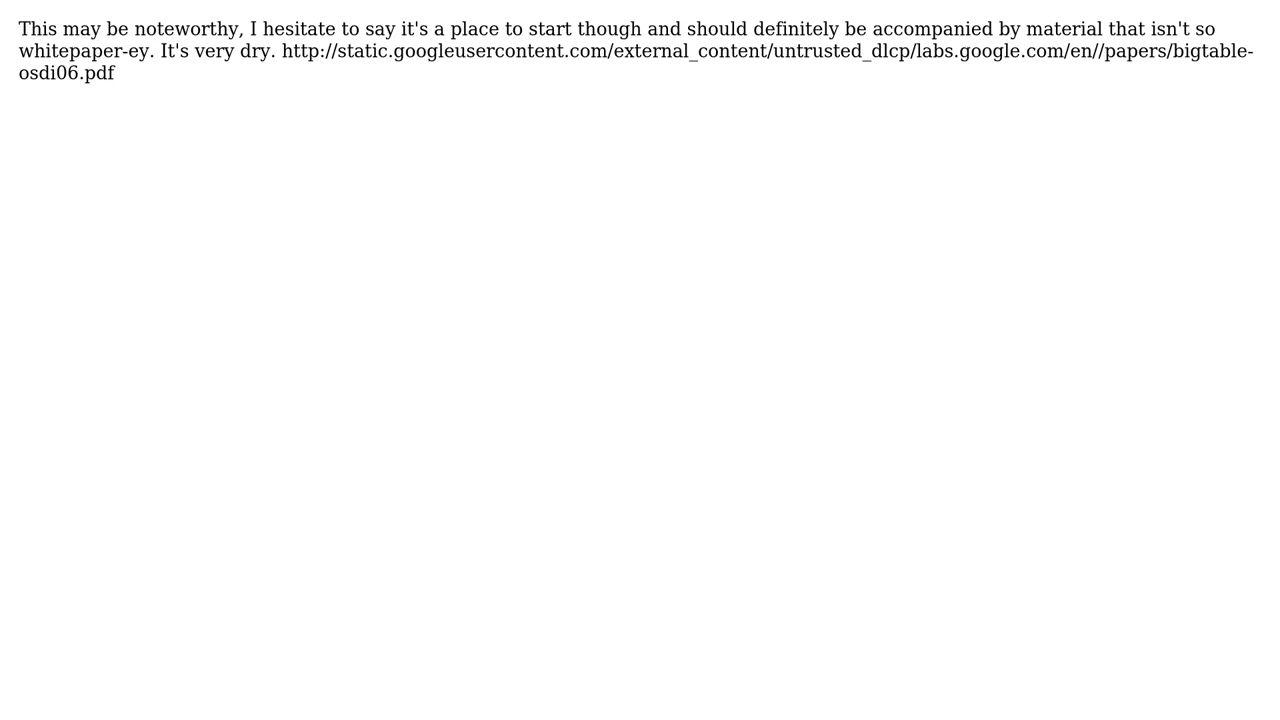 This may be noteworthy, I hesitate to say it's a place to start though and should definitely be accompanied by material that isn't so
whitepaper-ey. It's very dry. http://static.googleusercontent.com/external_content/untrusted_dlcp/labs.google.com/en//papers/bigtable-
osdi06.pdf